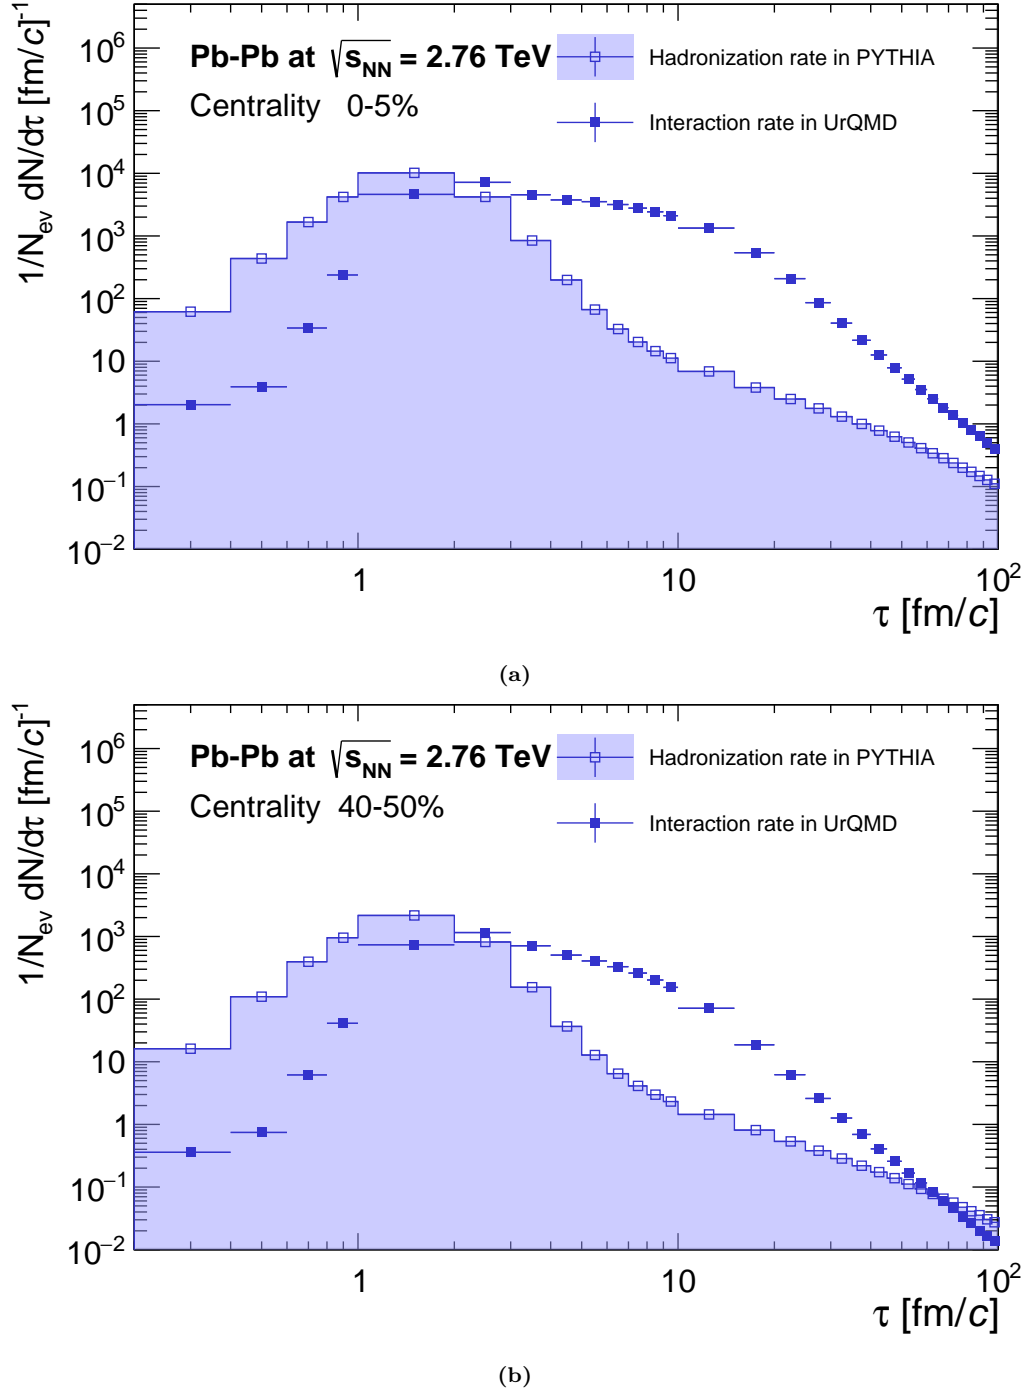 1/N_ev dN/dτ [fm/c]^-1
Pb-Pb at √s_NN = 2.76 TeV
Centrality 0-5%
Hadronization rate in PYTHIA
Interaction rate in UrQMD
10^6
10^5
10^4
10^3
10^2
10
1
10^−1
10^−2
1 10 10^2
τ [fm/c]
(a)
1/N_ev dN/dτ [fm/c]^-1
Pb-Pb at √s_NN = 2.76 TeV
Centrality 40-50%
Hadronization rate in PYTHIA
Interaction rate in UrQMD
10^6
10^5
10^4
10^3
10^2
10
1
10^−1
10^−2
1 10 10^2
τ [fm/c]
(b)